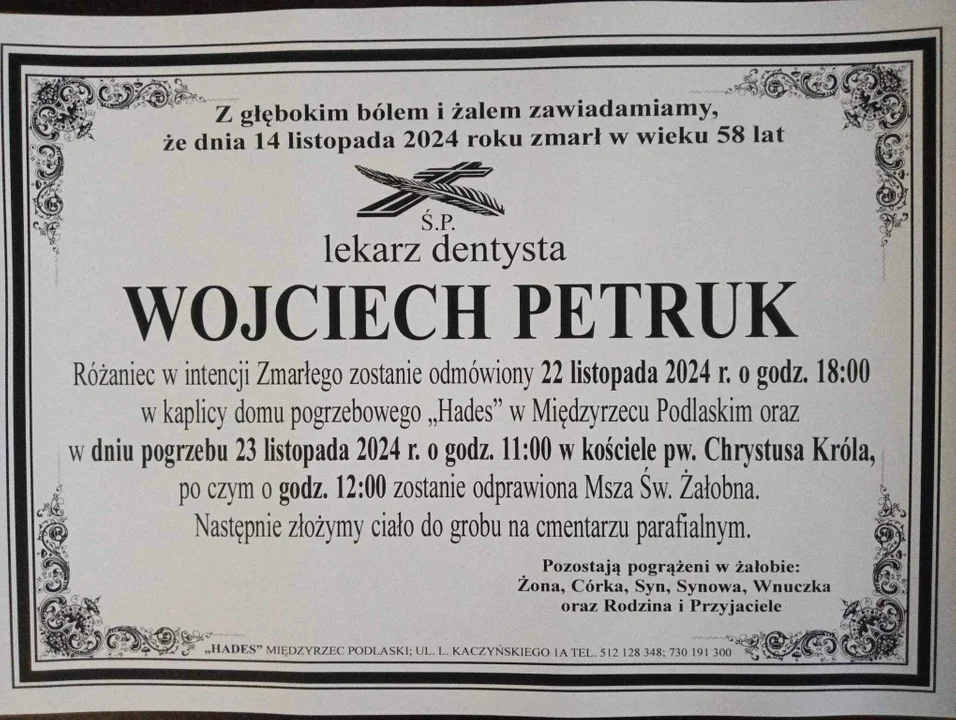 Z głębokim bólem i żalem zawiadamiamy,
że dnia 14 listopada 2024 roku zmarł w wieku 58 lat
Ś.P.
lekarz dentysta
WOJCIECH PETRUK
Różaniec w intencji Zmarłego zostanie odmówiony 22 listopada 2024 r. o godz. 18:00
w kaplicy domu pogrzebowego „Hades” w Międzyrzecu Podlaskim oraz
w dniu pogrzebu 23 listopada 2024 r. o godz. 11:00 w kościele pw. Chrystusa Króla,
po czym o godz. 12:00 zostanie odprawiona Msza Św. Żałobna.
Następnie złożymy ciało do grobu na cmentarzu parafialnym.
Pozostają pogrążeni w żałobie:
Żona, Córka, Syn, Synowa, Wnuczka
oraz Rodzina i Przyjaciele
„HADES” MIĘDZYRZEC PODLASKI; UL. L. KACZYŃSKIEGO 1A TEL. 512 128 348; 730 191 300